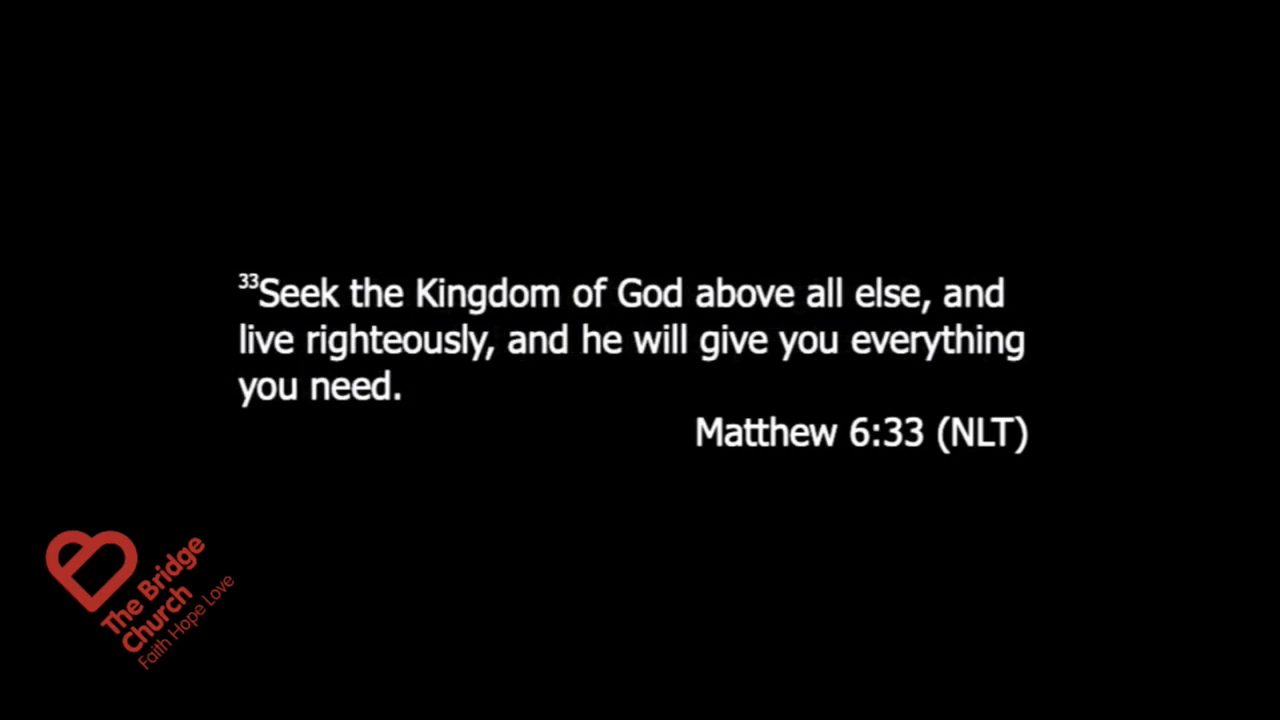 ³³Seek the Kingdom of God above all else, and
live righteously, and he will give you everything
you need.
Matthew 6:33 (NLT)
The Bridge
Church
Faith Hope Love